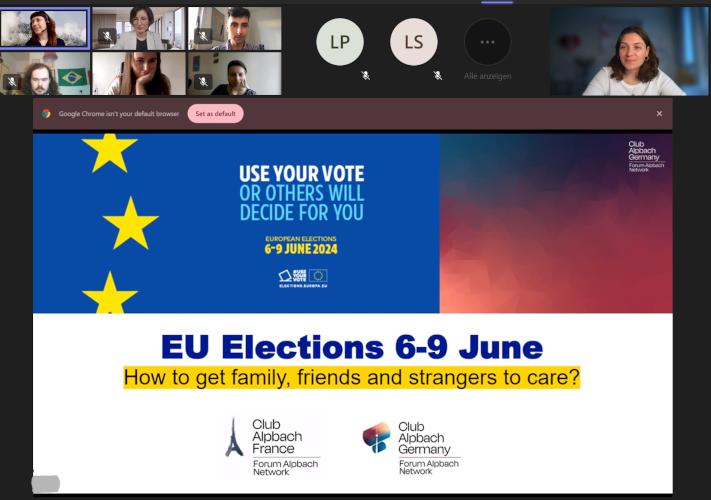 LP
LS
Alle anzeigen
Google Chrome isn't your default browser
Set as default
USE YOUR VOTE
OR OTHERS WILL
DECIDE FOR YOU
EUROPEAN ELECTIONS
6-9 JUNE 2024
#USE
YOUR
VOTE
ELECTIONS.EUROPA.EU
Club
Alpbach
Germany
Forum Alpbach
Network
EU Elections 6-9 June
How to get family, friends and strangers to care?
Club
Alpbach
France
Forum Alpbach
Network
Club
Alpbach
Germany
Forum Alpbach
Network